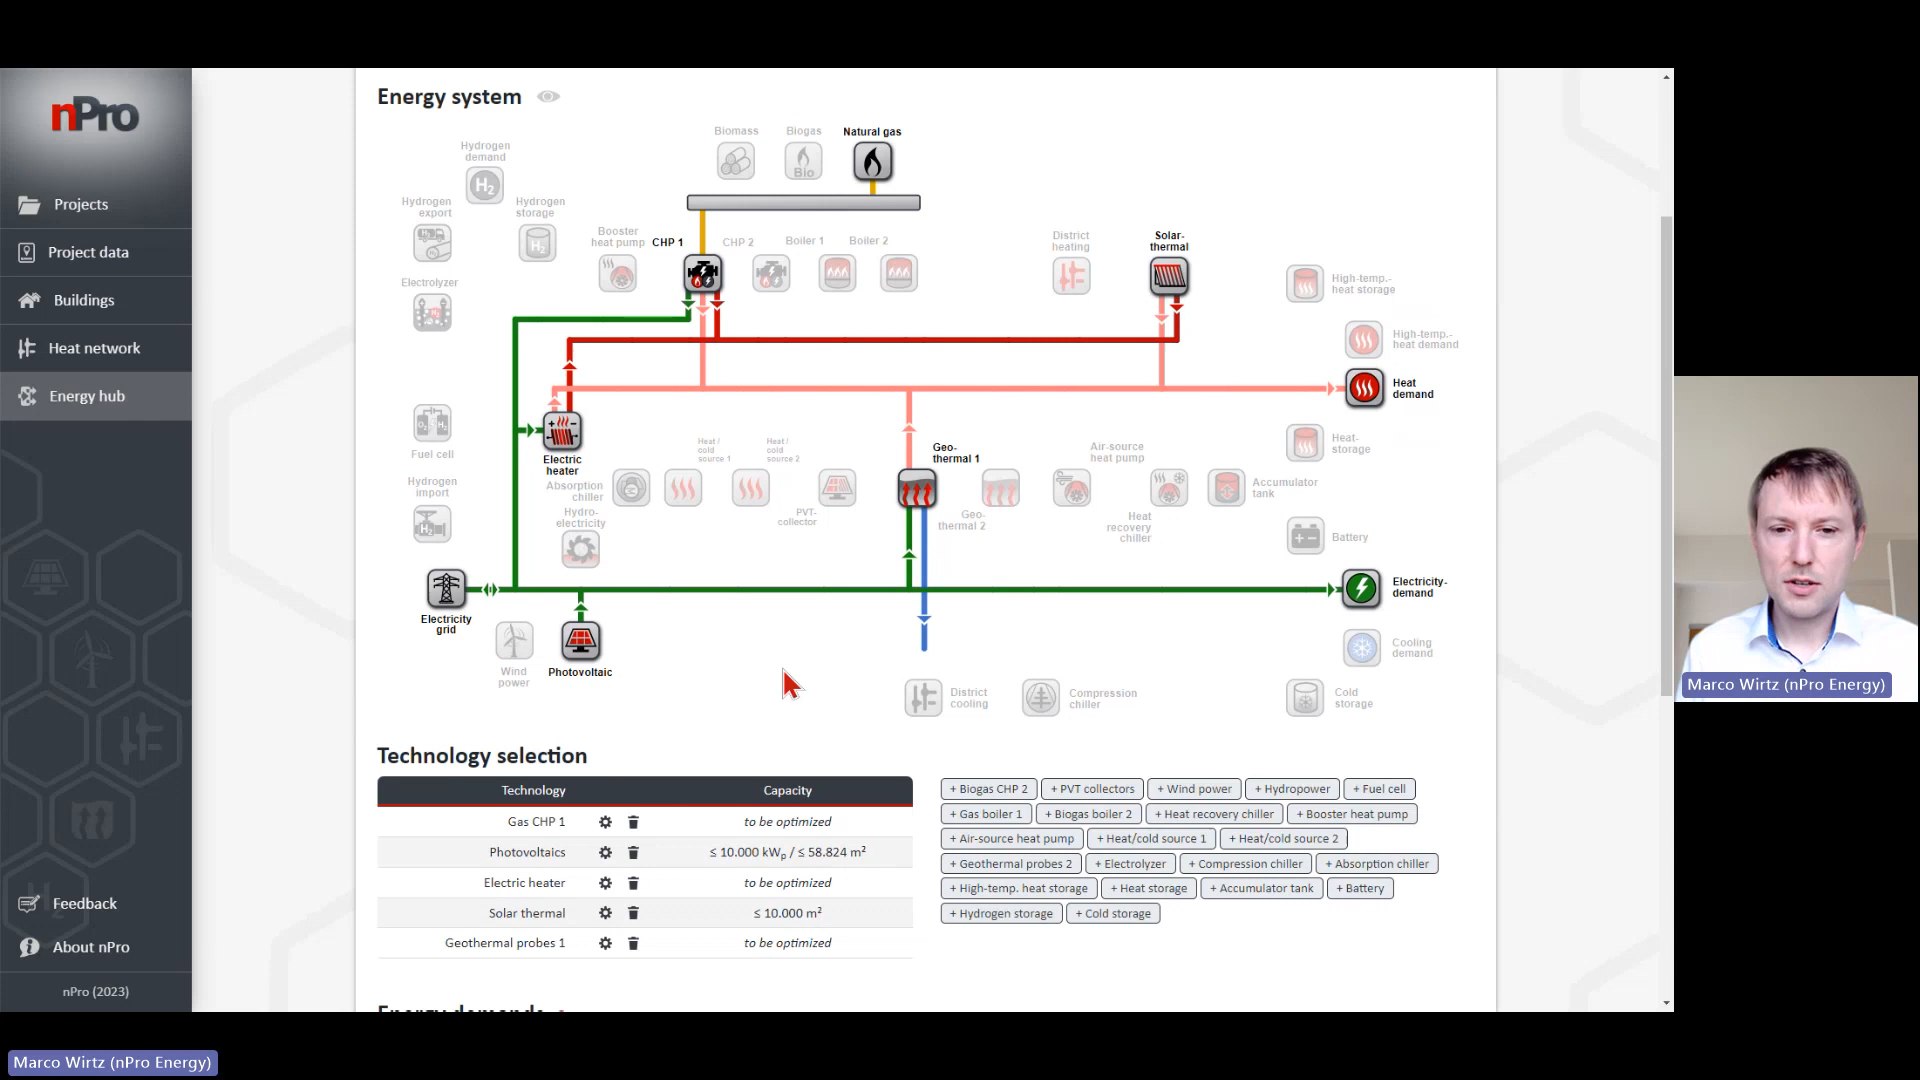 nPro
Projects
Project data
Buildings
Heat network
Energy hub
Feedback
About nPro
nPro (2023)
Energy system
Biomass
Biogas
Natural gas
Bio
Hydrogen
demand
H2
Hydrogen
export
Hydrogen
storage
H2
Electrolyzer
Booster
heat pump
CHP 1
CHP 2
Boiler 1
Boiler 2
District
heating
Solar-
thermal
High-temp.-
heat storage
High-temp.-
heat demand
Heat
demand
Fuel cell
Electric
heater
Heat /
cold
source 1
Heat /
cold
source 2
Geo-
thermal 1
Air-source
heat pump
Heat-
storage
Hydrogen
import
H2
Absorption
chiller
Hydro-
electricity
PVT-
collector
Geo-
thermal 2
Heat
recovery
chiller
Accumulator
tank
Battery
Electricity
grid
Wind
power
Photovoltaic
Electricity-
demand
Cooling
demand
District
cooling
Compression
chiller
Cold
storage
Technology selection
Technology Capacity
Gas CHP 1 to be optimized
Photovoltaics ≤ 10.000 kWp / ≤ 58.824 m²
Electric heater to be optimized
Solar thermal ≤ 10.000 m²
Geothermal probes 1 to be optimized
+ Biogas CHP 2 + PVT collectors + Wind power + Hydropower + Fuel cell
+ Gas boiler 1 + Biogas boiler 2 + Heat recovery chiller + Booster heat pump
+ Air-source heat pump + Heat/cold source 1 + Heat/cold source 2
+ Geothermal probes 2 + Electrolyzer + Compression chiller + Absorption chiller
+ High-temp. heat storage + Heat storage + Accumulator tank + Battery
+ Hydrogen storage + Cold storage
Energy demands
Marco Wirtz (nPro Energy)
Marco Wirtz (nPro Energy)